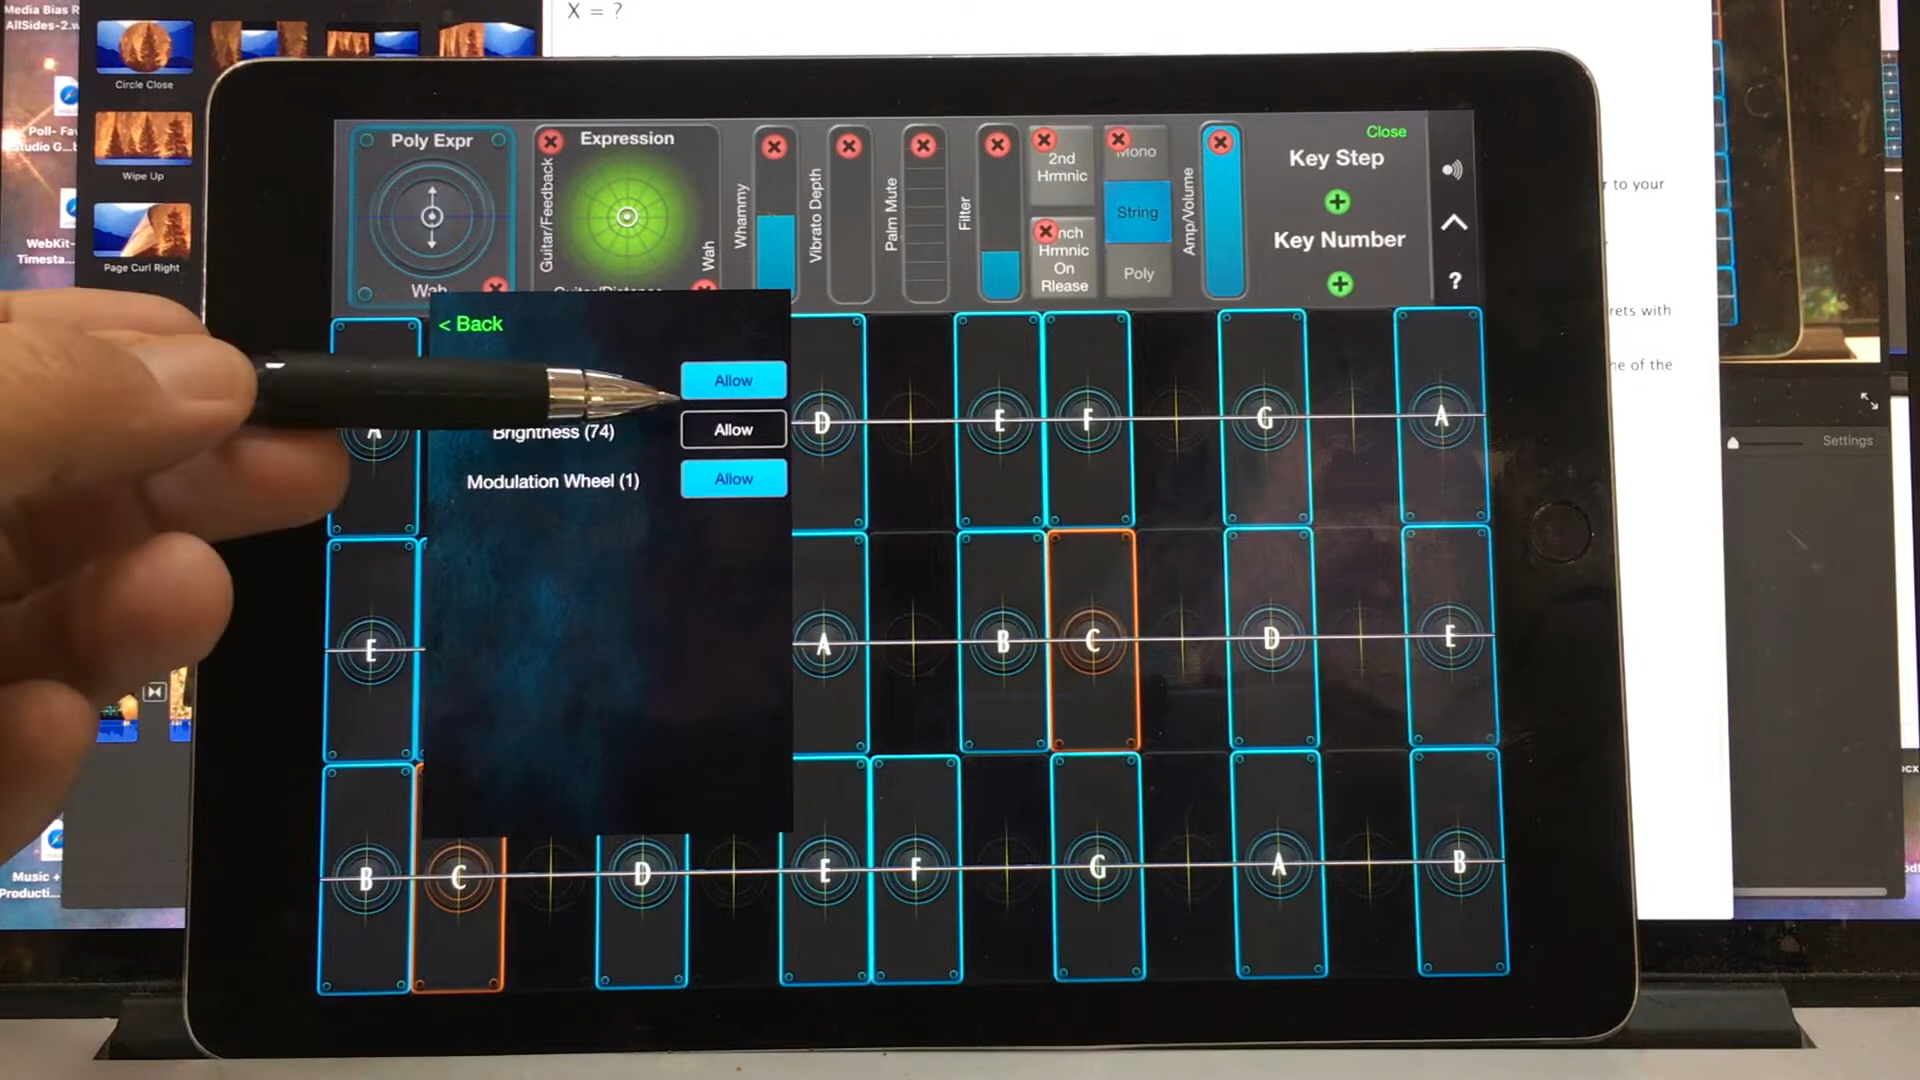 Media Bias R
AllSides-2.w
X = ?
Circle Close
Poll- Fav
Studio G...b
Wipe Up
WebKit-
Timesta...
Page Curl Right
Poly Expr
Wah
Guitar/Feedback
Expression
Wah
Whammy
Vibrato Depth
Palm Mute
Filter
2nd
Hrmnic
nch
Hrmnic
On
Rlease
Mono
String
Poly
Amp/Volume
Close
Key Step
Key Number
?
r to your
rets with
ne of the
Settings
< Back
Allow
Brightness (74)
Allow
Modulation Wheel (1)
Allow
A D E F G A
E A B C D E
B C D E F G A B
Music +
Producti...